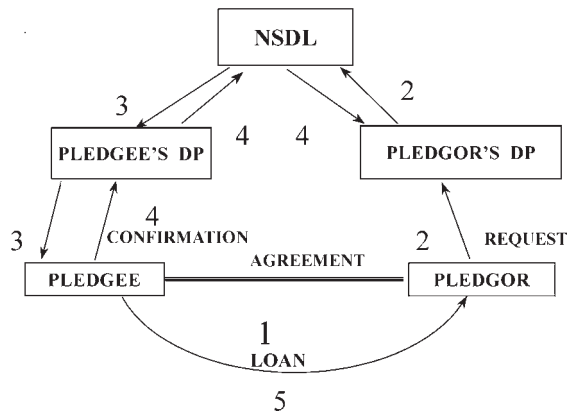 NSDL
3
2
4
4
PLEDGEE'S DP
PLEDGOR'S DP
4
3
CONFIRMATION
2
REQUEST
AGREEMENT
PLEDGEE
PLEDGOR
1
LOAN
5